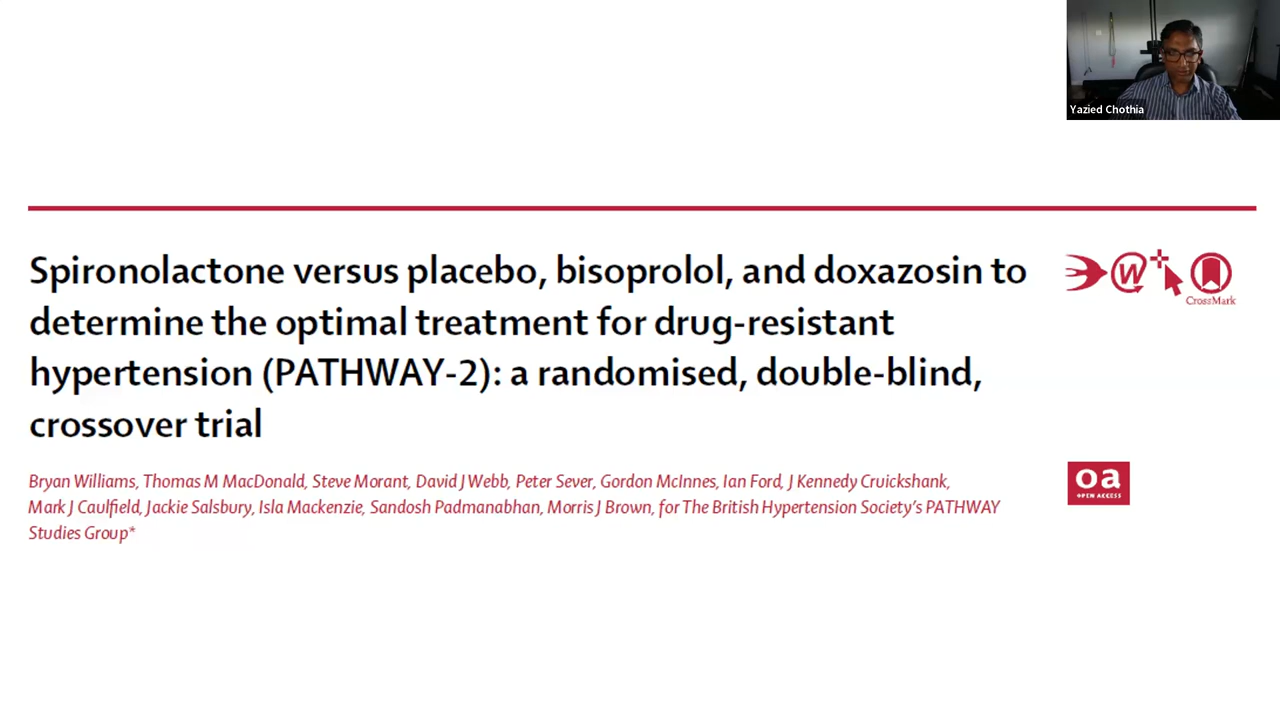 Yazied Chothia
Spironolactone versus placebo, bisoprolol, and doxazosin to
determine the optimal treatment for drug-resistant
hypertension (PATHWAY-2): a randomised, double-blind,
crossover trial
W
CrossMark
Bryan Williams, Thomas M MacDonald, Steve Morant, David J Webb, Peter Sever, Gordon McInnes, Ian Ford, J Kennedy Cruickshank,
Mark J Caulfield, Jackie Salsbury, Isla Mackenzie, Sandosh Padmanabhan, Morris J Brown, for The British Hypertension Society's PATHWAY
Studies Group*
oa
OPEN ACCESS